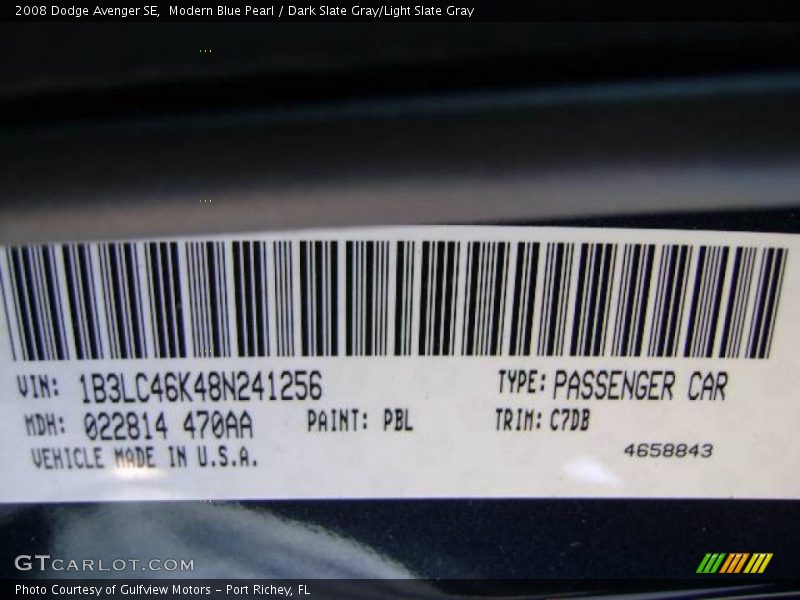 2008 Dodge Avenger SE,  Modern Blue Pearl / Dark Slate Gray/Light Slate Gray
VIN: 1B3LC46K48N241256 TYPE: PASSENGER CAR
MDH: 022814 470AA PAINT: PBL TRIM: C7DB
VEHICLE MADE IN U.S.A. 4658843
GTCARLOT.COM
Photo Courtesy of Gulfview Motors - Port Richey, FL